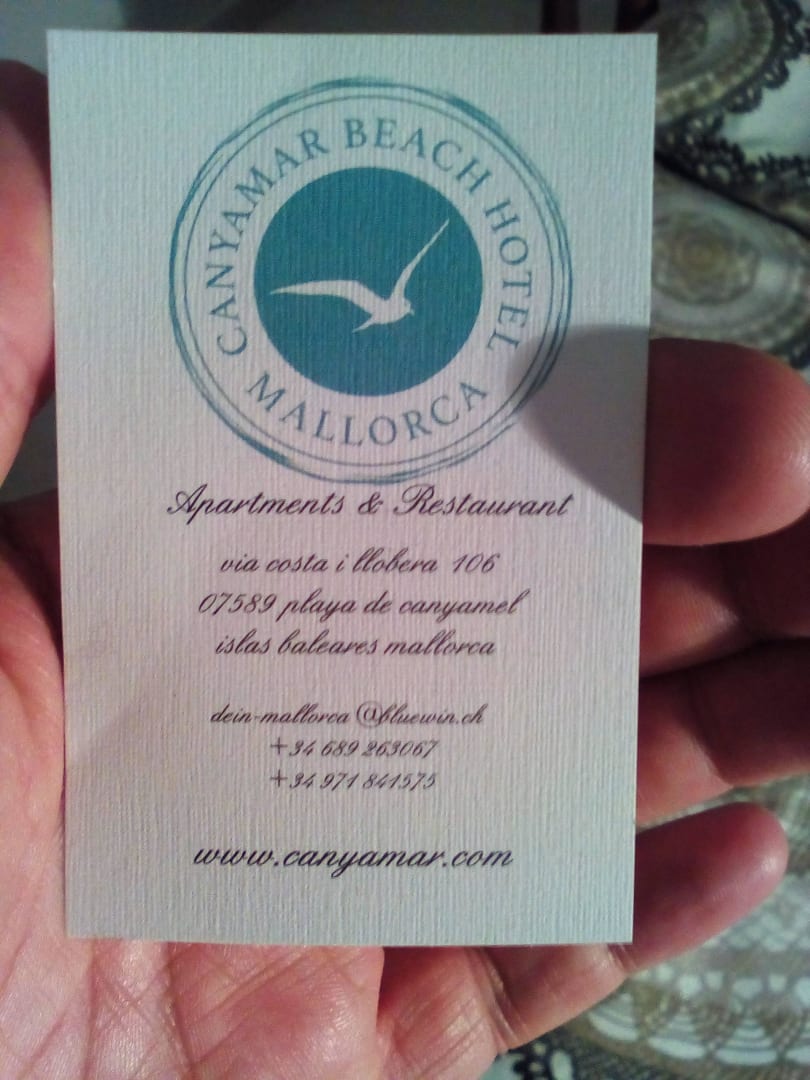 CANYAMAR BEACH HOTEL
MALLORCA
Apartments & Restaurant
via costa i llobera 106
07589 playa de canyamel
islas baleares mallorca
dein-mallorca@bluewin.ch
+34 689 263067
+34 971 841575
www.canyamar.com